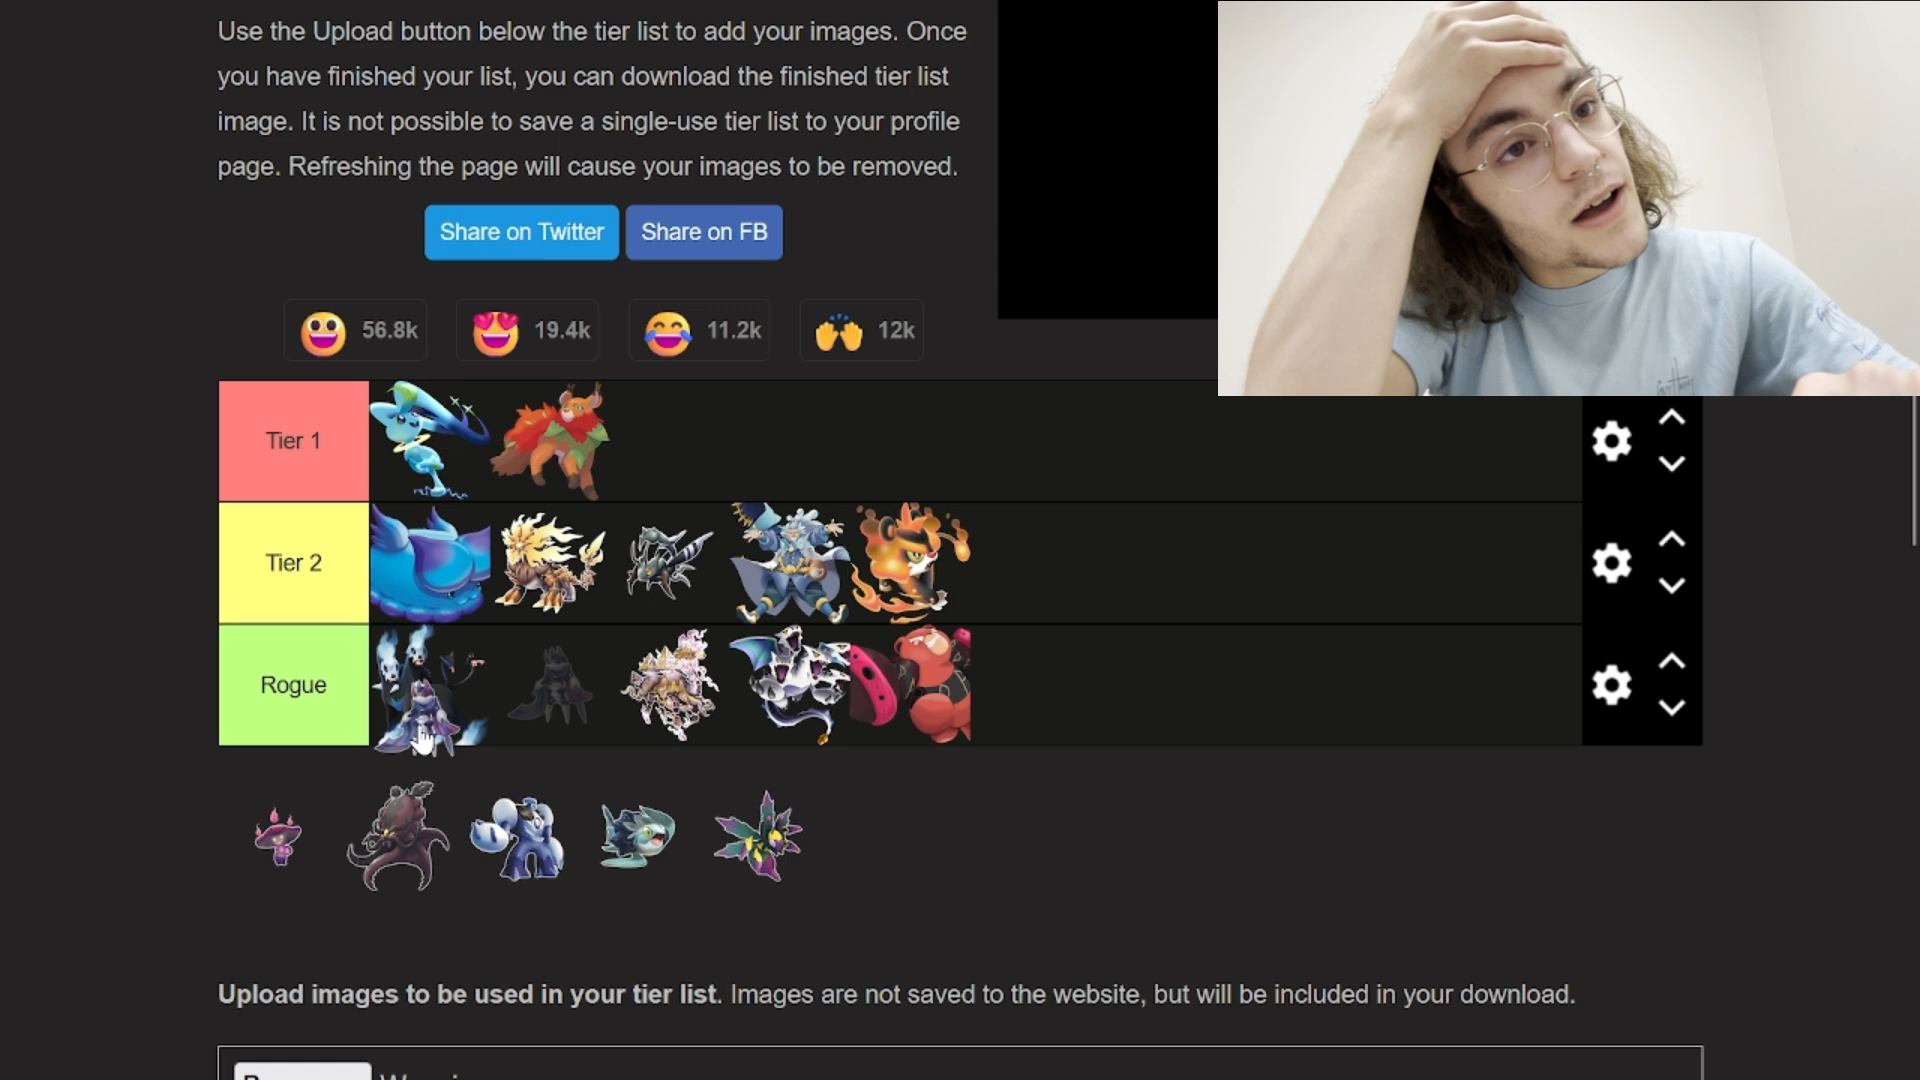 Use the Upload button below the tier list to add your images. Once
you have finished your list, you can download the finished tier list
image. It is not possible to save a single-use tier list to your profile
page. Refreshing the page will cause your images to be removed.
Share on Twitter Share on FB
56.8k 19.4k 11.2k 12k
Tier 1
Tier 2
Rogue
Upload images to be used in your tier list. Images are not saved to the website, but will be included in your download.